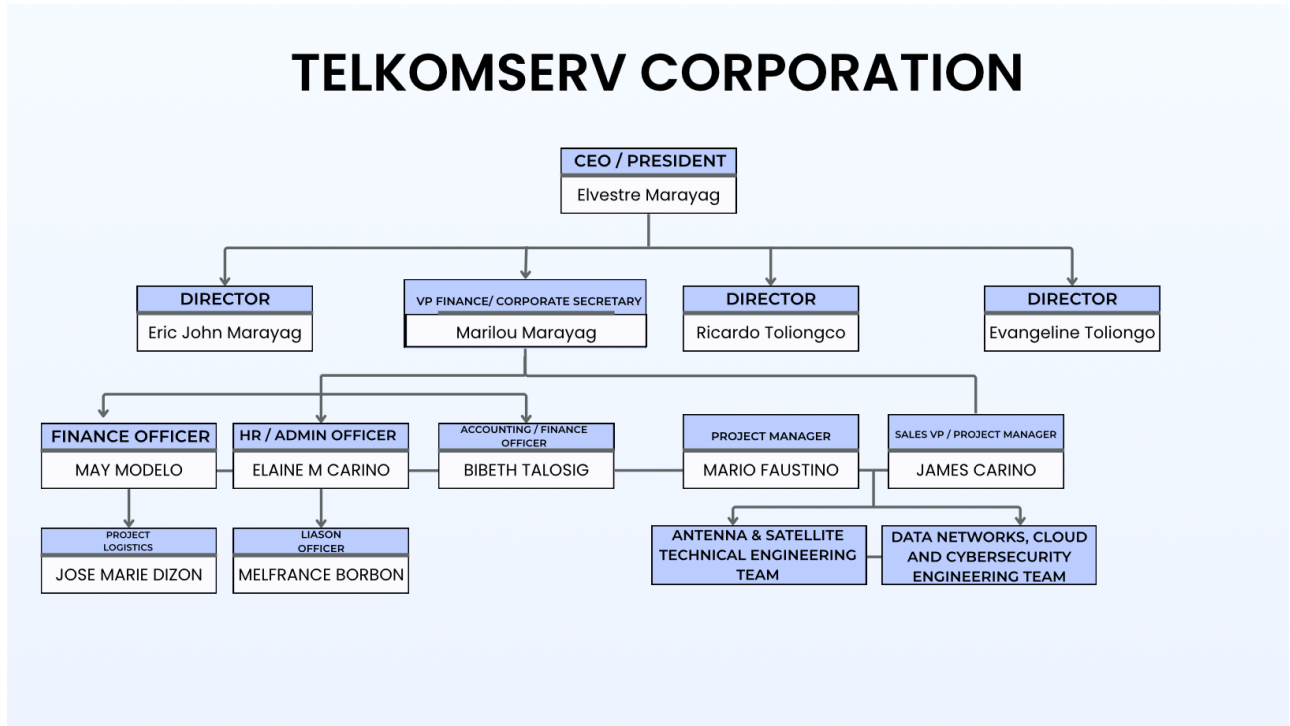 TELKOMSERV CORPORATION
CEO / PRESIDENT
Elvestre Marayag
DIRECTOR
Eric John Marayag
VP FINANCE/ CORPORATE SECRETARY
Marilou Marayag
DIRECTOR
Ricardo Toliongco
DIRECTOR
Evangeline Toliongo
FINANCE OFFICER
MAY MODELO
HR / ADMIN OFFICER
ELAINE M CARINO
ACCOUNTING / FINANCE
OFFICER
BIBETH TALOSIG
PROJECT MANAGER
MARIO FAUSTINO
SALES VP / PROJECT MANAGER
JAMES CARINO
PROJECT
LOGISTICS
JOSE MARIE DIZON
LIASON
OFFICER
MELFRANCE BORBON
ANTENNA & SATELLITE
TECHNICAL ENGINEERING
TEAM
DATA NETWORKS, CLOUD
AND CYBERSECURITY
ENGINEERING TEAM